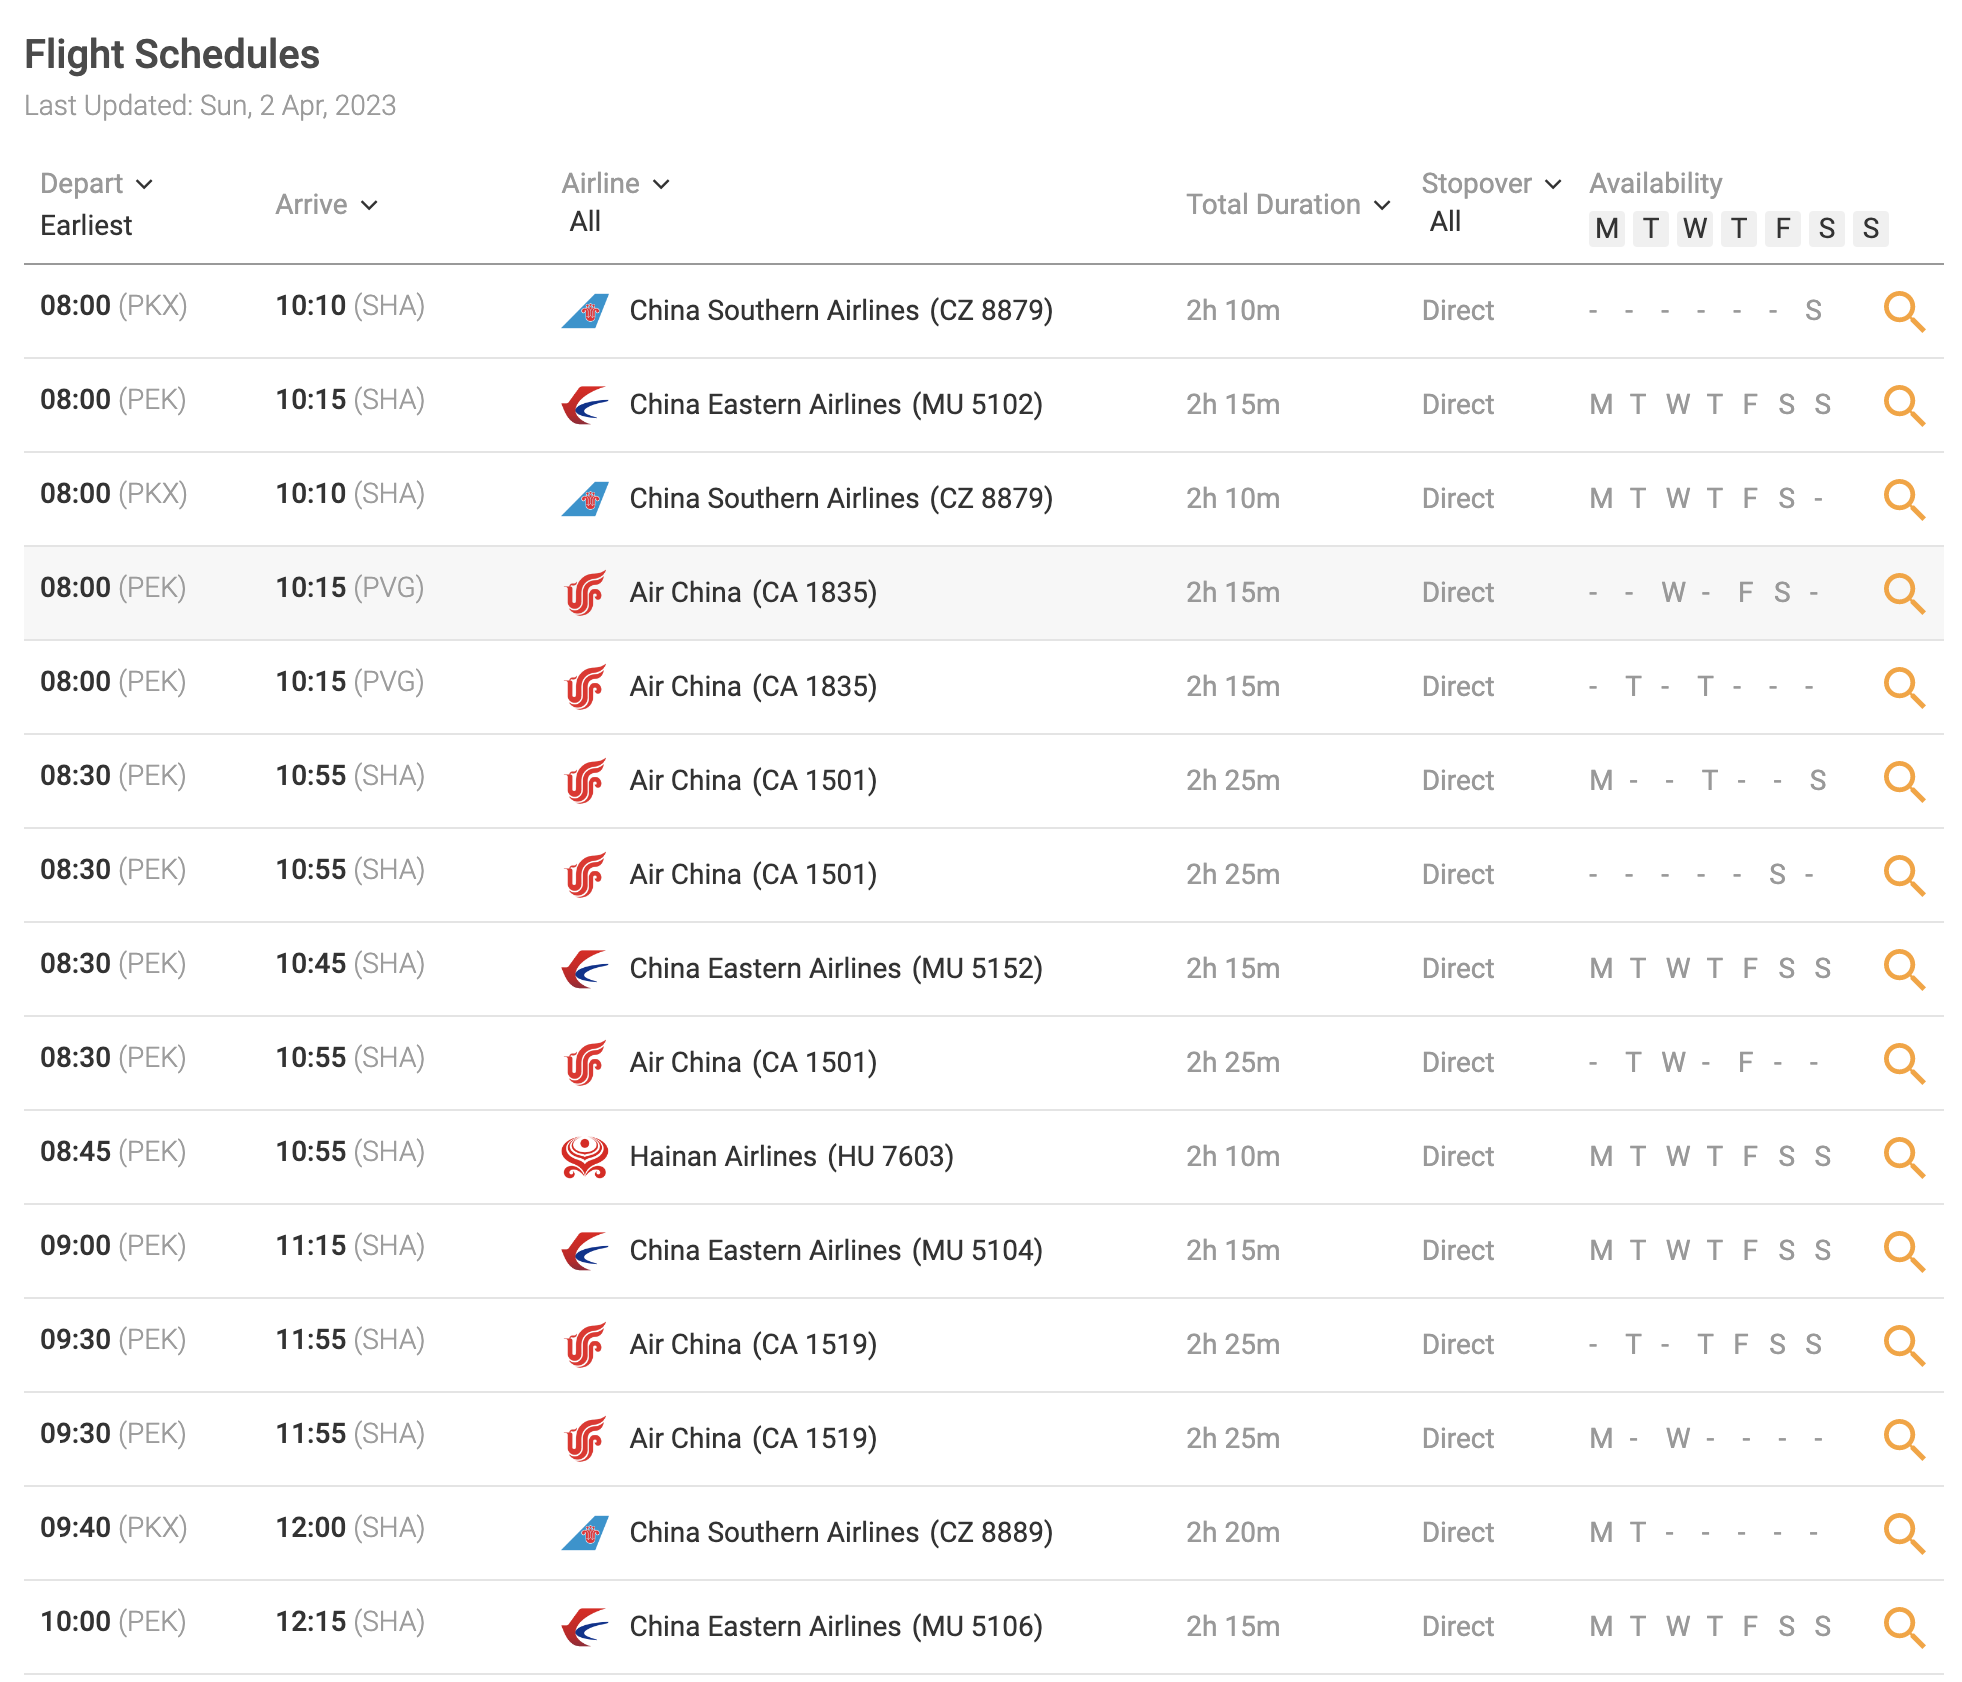 Flight Schedules
Last Updated: Sun, 2 Apr, 2023
Depart Arrive Airline Total Duration Stopover Availability
Earliest All All M T W T F S S
08:00 (PKX) 10:10 (SHA) China Southern Airlines (CZ 8879) 2h 10m Direct - - - - - - S
08:00 (PEK) 10:15 (SHA) China Eastern Airlines (MU 5102) 2h 15m Direct M T W T F S S
08:00 (PKX) 10:10 (SHA) China Southern Airlines (CZ 8879) 2h 10m Direct M T W T F S -
08:00 (PEK) 10:15 (PVG) Air China (CA 1835) 2h 15m Direct - - W - F S -
08:00 (PEK) 10:15 (PVG) Air China (CA 1835) 2h 15m Direct - T - T - - -
08:30 (PEK) 10:55 (SHA) Air China (CA 1501) 2h 25m Direct M - - T - - S
08:30 (PEK) 10:55 (SHA) Air China (CA 1501) 2h 25m Direct - - - - - S -
08:30 (PEK) 10:45 (SHA) China Eastern Airlines (MU 5152) 2h 15m Direct M T W T F S S
08:30 (PEK) 10:55 (SHA) Air China (CA 1501) 2h 25m Direct - T W - F - -
08:45 (PEK) 10:55 (SHA) Hainan Airlines (HU 7603) 2h 10m Direct M T W T F S S
09:00 (PEK) 11:15 (SHA) China Eastern Airlines (MU 5104) 2h 15m Direct M T W T F S S
09:30 (PEK) 11:55 (SHA) Air China (CA 1519) 2h 25m Direct - T - T F S S
09:30 (PEK) 11:55 (SHA) Air China (CA 1519) 2h 25m Direct M - W - - - -
09:40 (PKX) 12:00 (SHA) China Southern Airlines (CZ 8889) 2h 20m Direct M T - - - - -
10:00 (PEK) 12:15 (SHA) China Eastern Airlines (MU 5106) 2h 15m Direct M T W T F S S